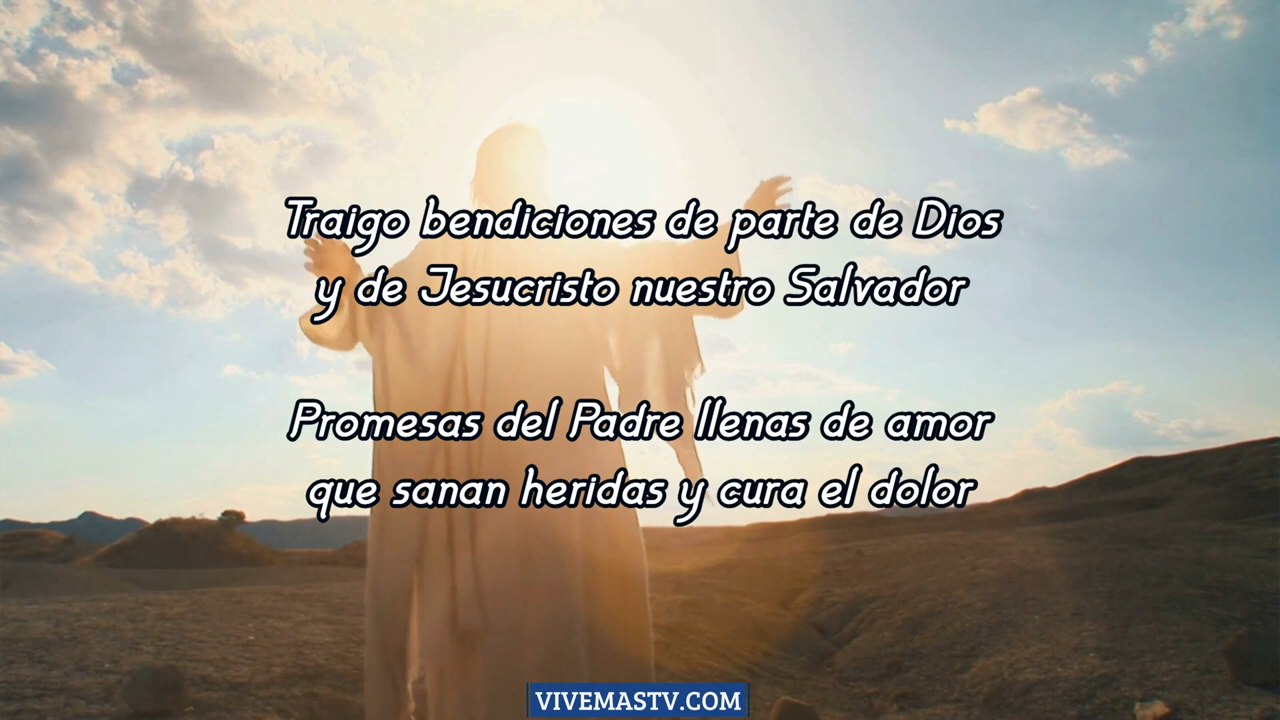 Traigo bendiciones de parte de Dios
y de Jesucristo nuestro Salvador
Promesas del Padre llenas de amor
que sanan heridas y cura el dolor
VIVEMASTV.COM